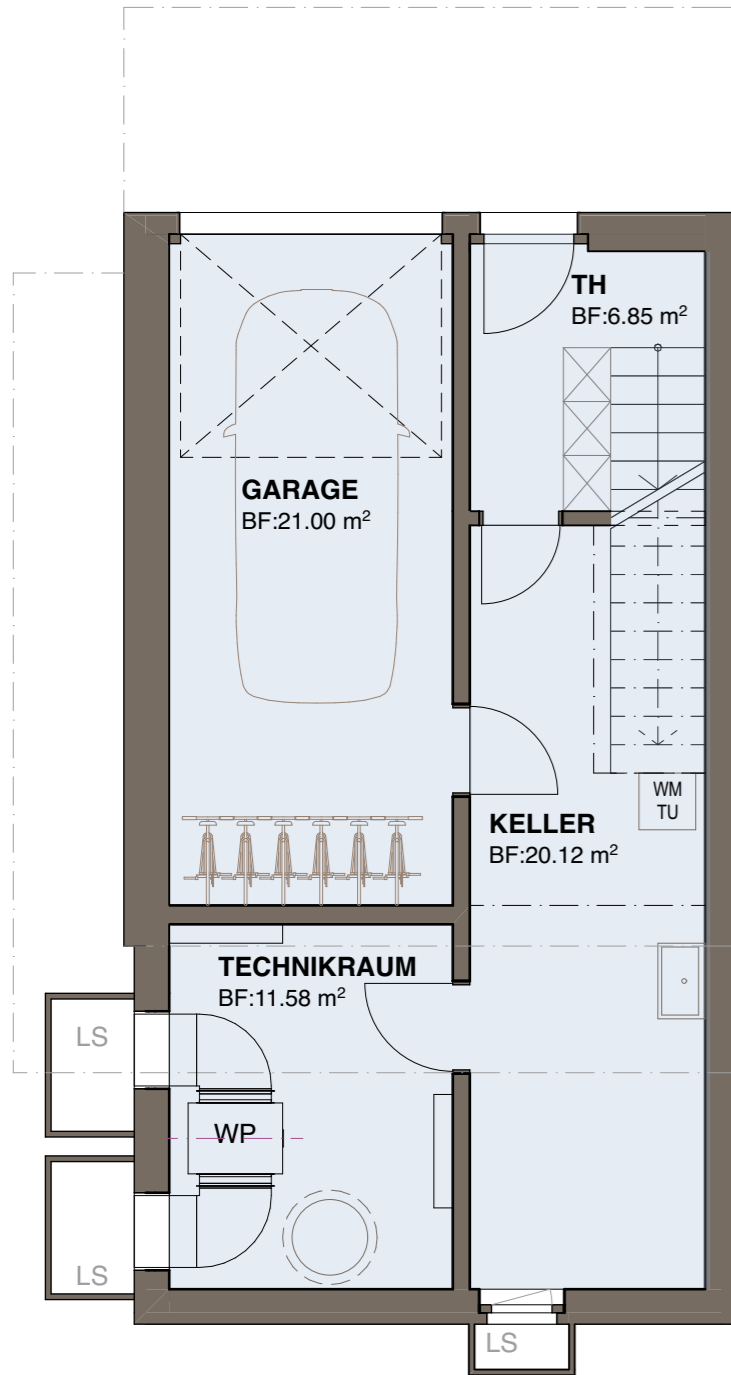 TH
BF:6.85 m²
GARAGE
BF:21.00 m²
WM
TU
KELLER
BF:20.12 m²
TECHNIKRAUM
BF:11.58 m²
LS
WP
LS
LS